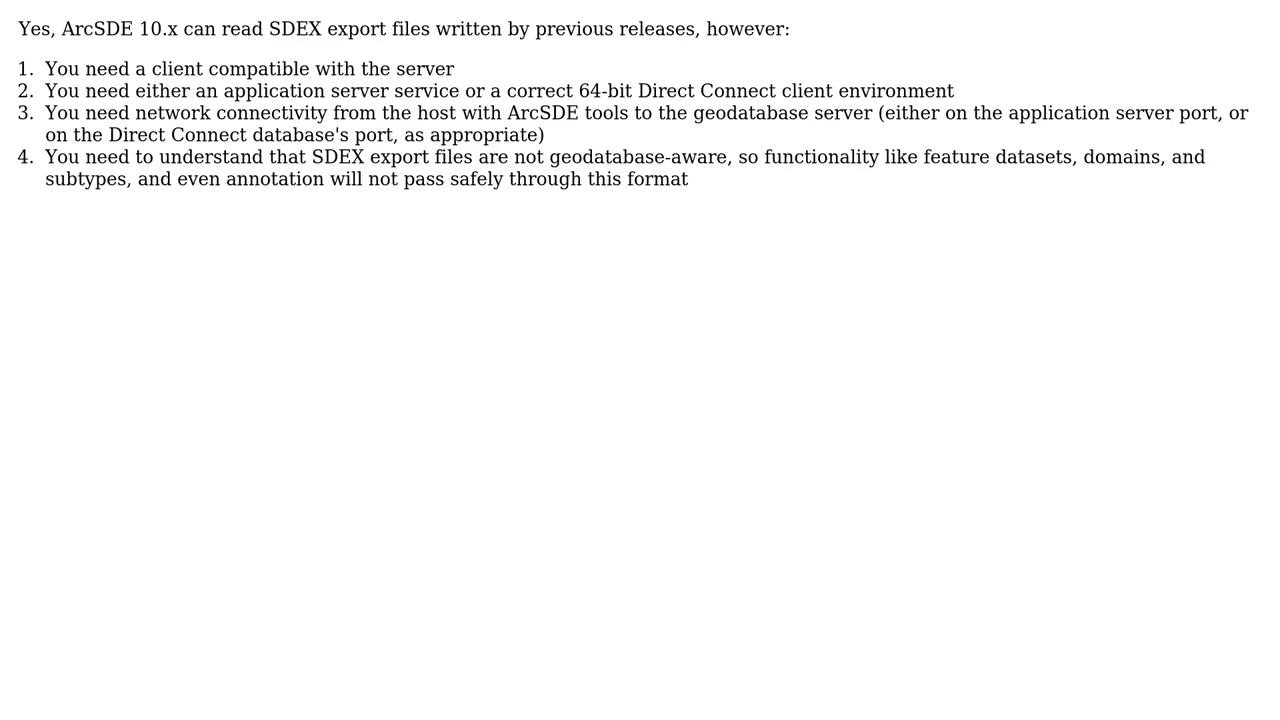 Yes, ArcSDE 10.x can read SDEX export files written by previous releases, however:
1. You need a client compatible with the server
2. You need either an application server service or a correct 64-bit Direct Connect client environment
3. You need network connectivity from the host with ArcSDE tools to the geodatabase server (either on the application server port, or
on the Direct Connect database's port, as appropriate)
4. You need to understand that SDEX export files are not geodatabase-aware, so functionality like feature datasets, domains, and
subtypes, and even annotation will not pass safely through this format